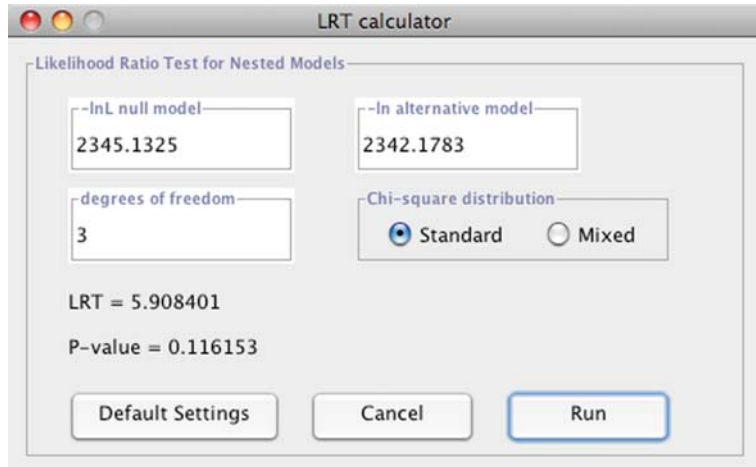 LRT calculator
Likelihood Ratio Test for Nested Models
-lnL null model
2345.1325
-ln alternative model
2342.1783
degrees of freedom
3
Chi-square distribution
Standard
Mixed
LRT = 5.908401
P-value = 0.116153
Default Settings
Cancel
Run